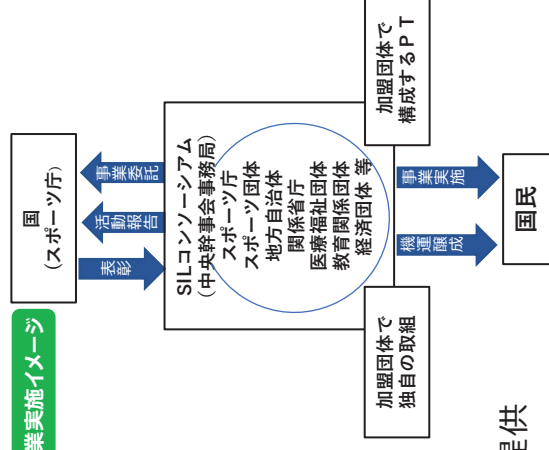 業実施イメージ
国
(スポーツ庁)
表彰
活動報告
事業委託
SILコンソーシアム
(中央幹事会事務局)
スポーツ庁
スポーツ団体
地方自治体
関係省庁
医療福祉団体
教育関係団体
経済団体 等
加盟団体で
独自の取組
加盟団体で
構成するPT
機運醸成
事業実施
国民
提供